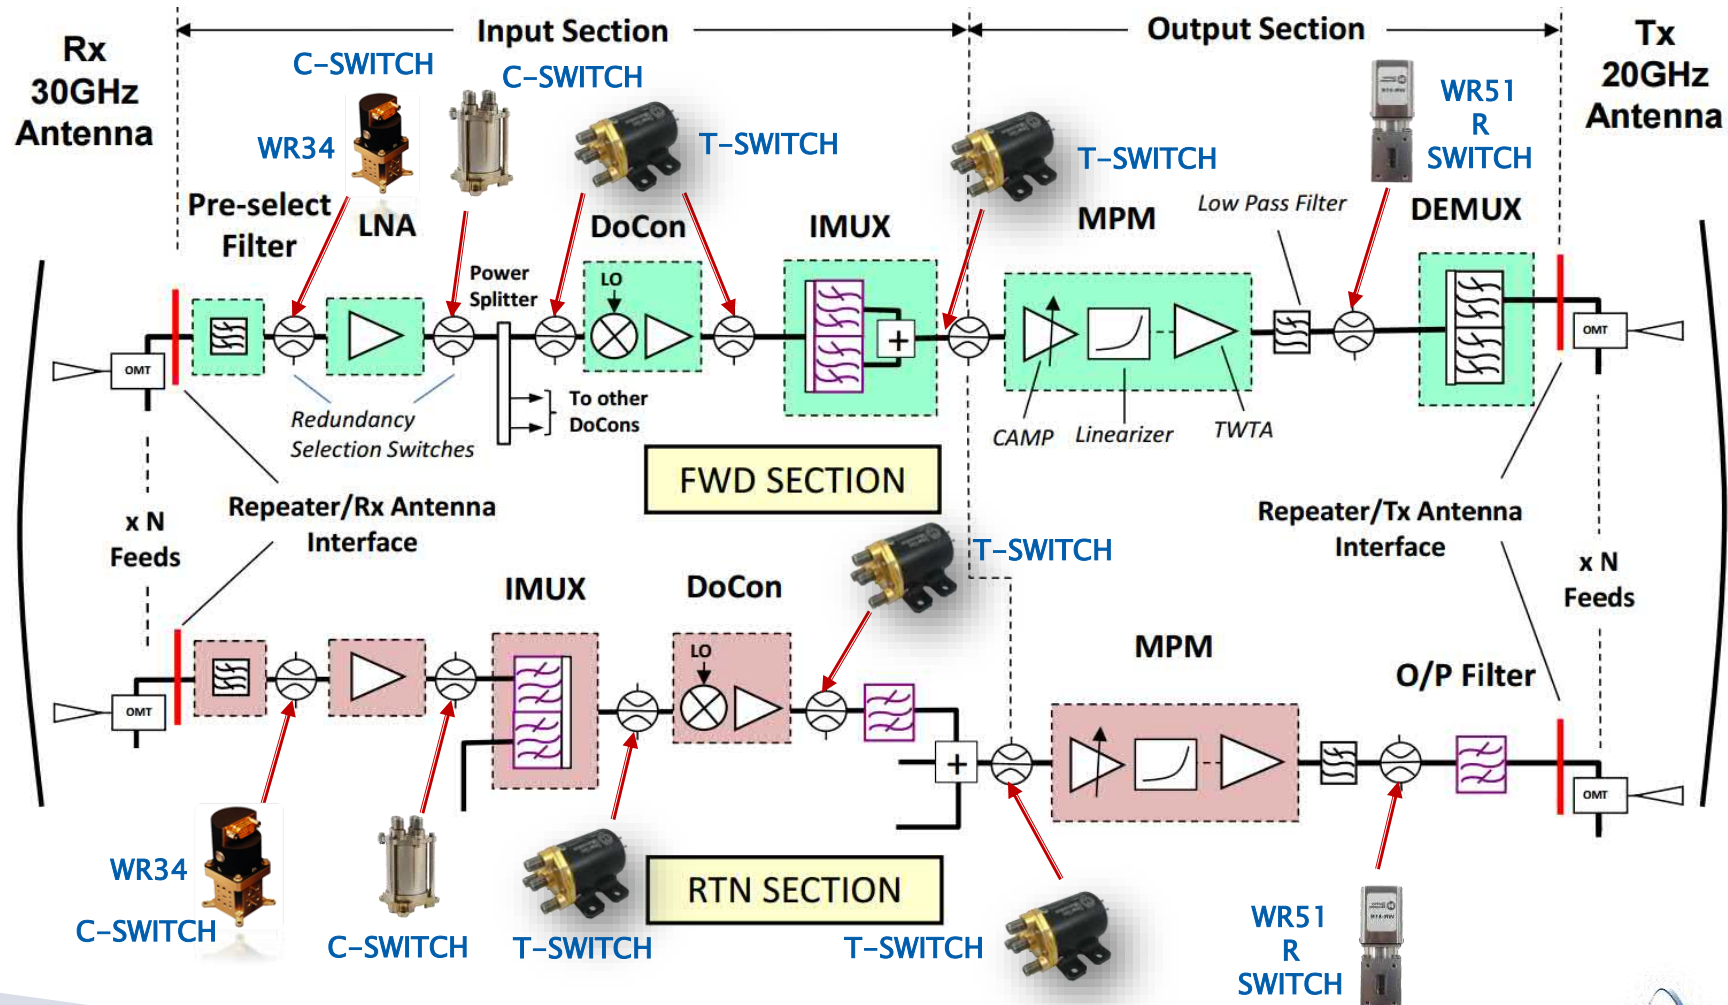 Input Section
Output Section
Rx
30GHz
Antenna
Tx
20GHz
Antenna
C-SWITCH
C-SWITCH
WR34
T-SWITCH
T-SWITCH
WR51
R
SWITCH
Pre-select
Filter
LNA
DoCon
IMUX
MPM
Low Pass Filter
DEMUX
Power
Splitter
LO
OMT
+
OMT
To other
DoCons
Redundancy
Selection Switches
CAMP
Linearizer
TWTA
FWD SECTION
x N
Feeds
Repeater/Rx Antenna
Interface
Repeater/Tx Antenna
Interface
x N
Feeds
T-SWITCH
IMUX
DoCon
MPM
O/P Filter
LO
OMT
+
OMT
WR34
C-SWITCH
C-SWITCH
T-SWITCH
RTN SECTION
T-SWITCH
WR51
R
SWITCH